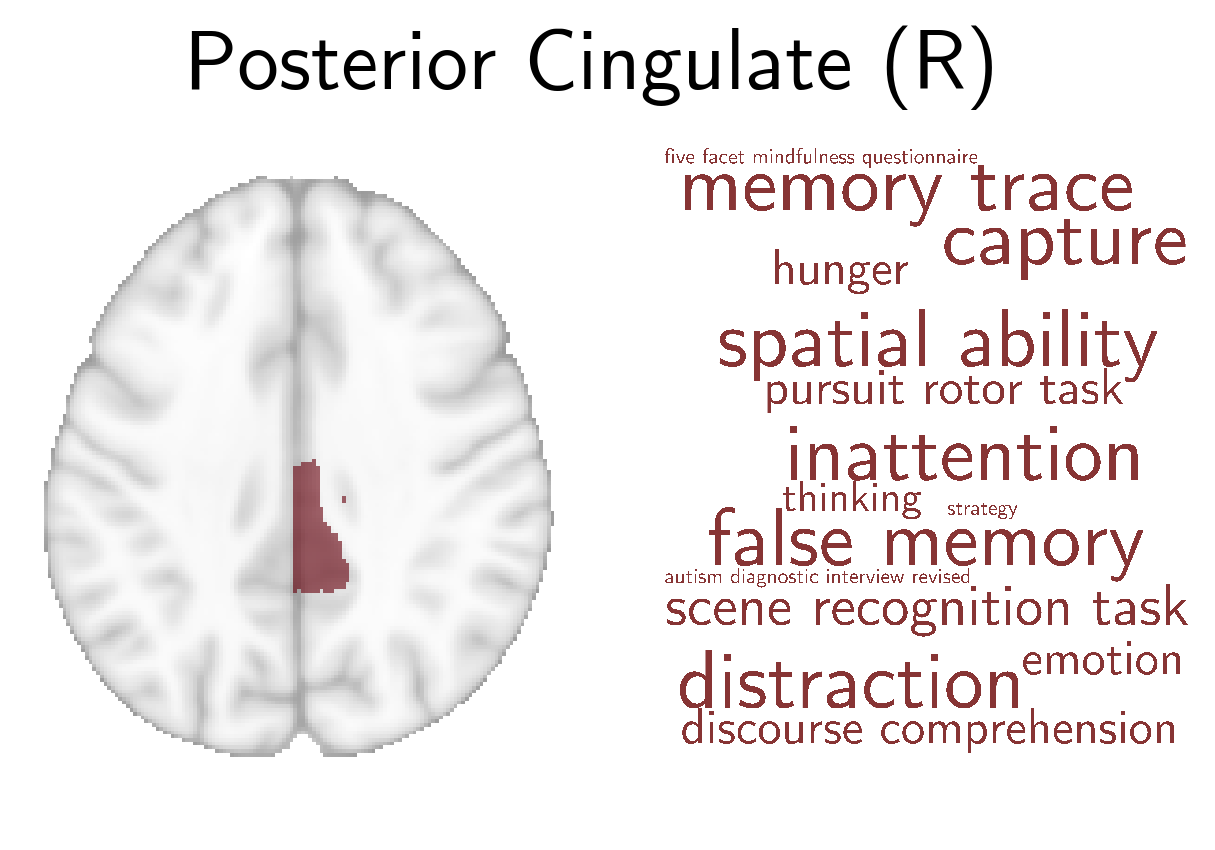 Posterior Cingulate (R)
five facet mindfulness questionnaire
memory trace
capture
hunger
spatial ability
pursuit rotor task
inattention
thinking
strategy
false memory
autism diagnostic interview revised
scene recognition task
emotion
distraction
discourse comprehension